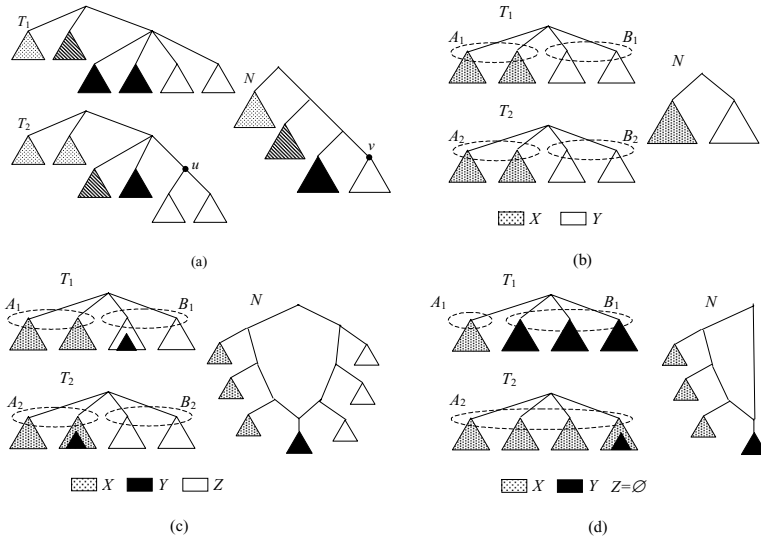 T1
N
T2
u
v
(a)
T1
A1 B1
N
T2
A2 B2
X Y
(b)
T1
A1 B1
N
T2
A2 B2
X Y Z
(c)
T1
A1 B1
N
T2
A2
X Y Z=∅
(d)